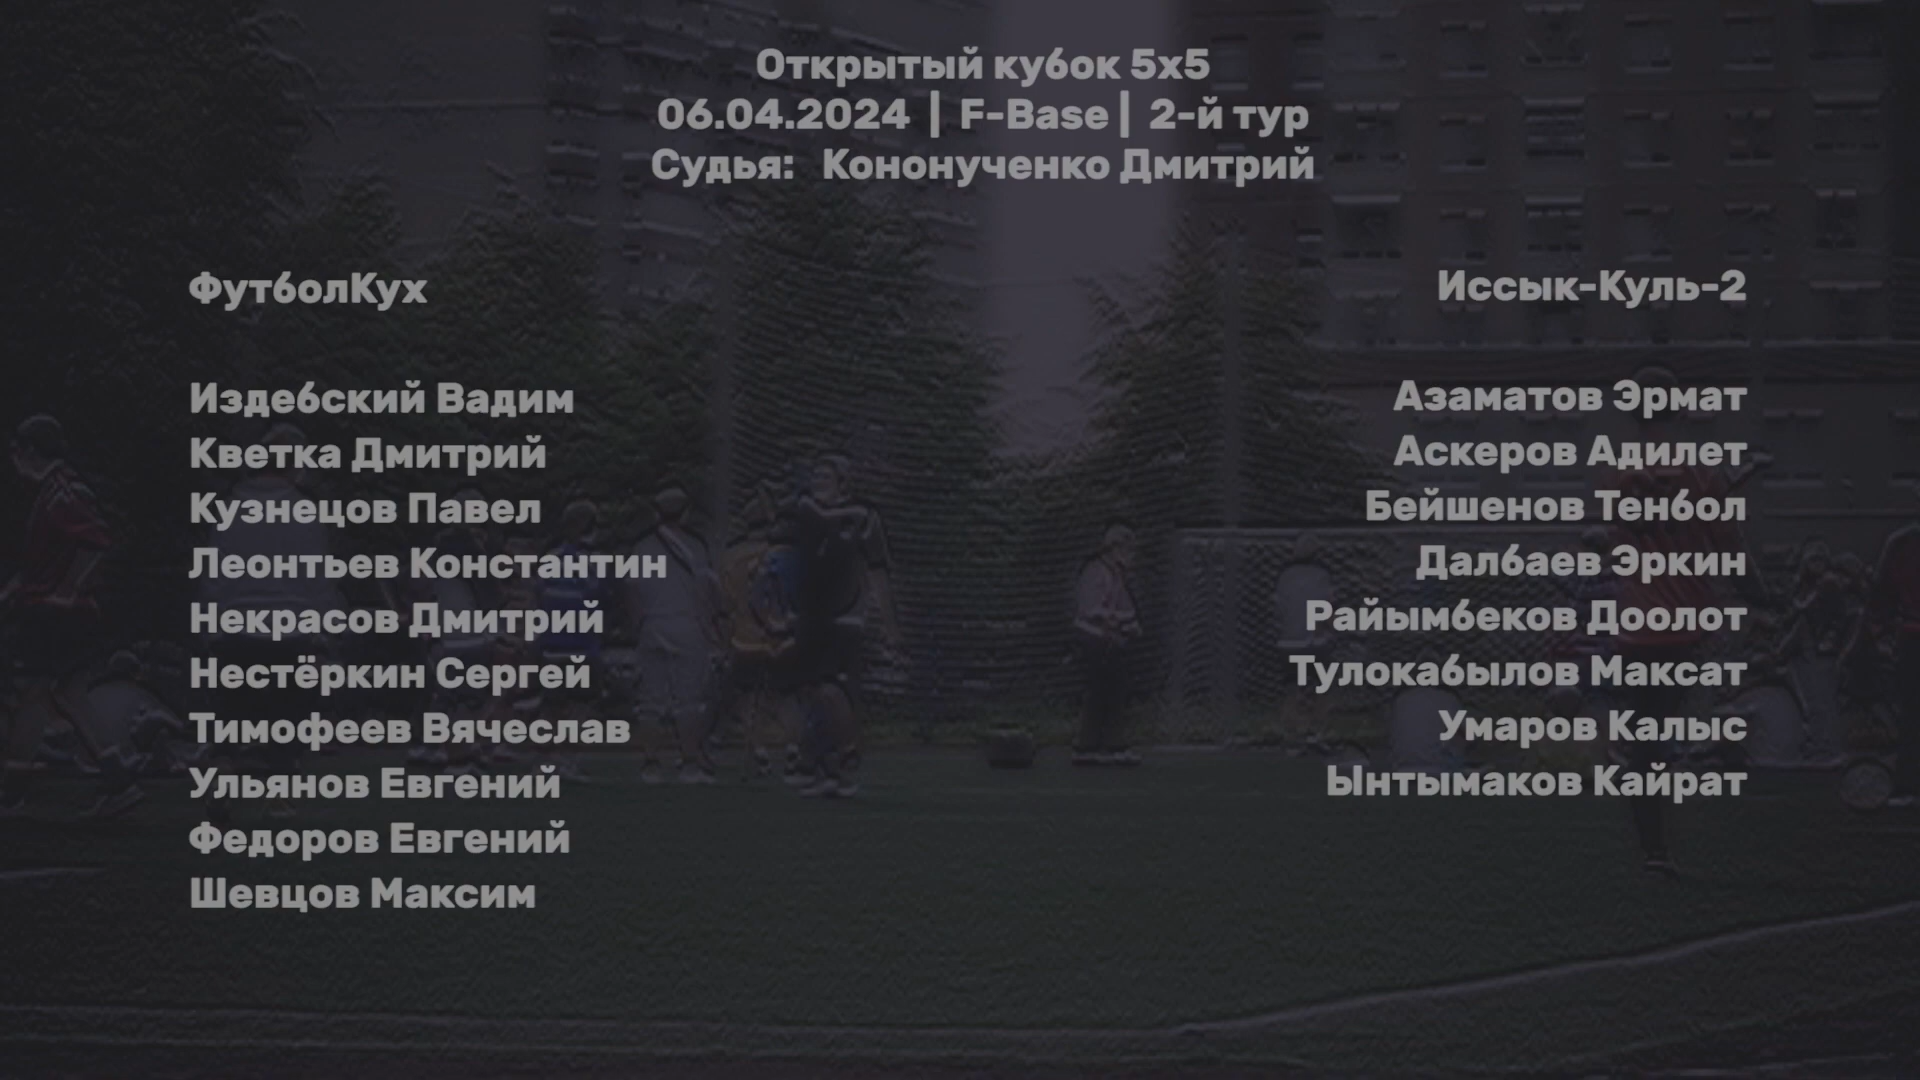 Открытый кубок 5x5
06.04.2024 | F-Base | 2-й тур
Судья: Кононученко Дмитрий
ФутболКух
Издебский Вадим
Кветка Дмитрий
Кузнецов Павел
Леонтьев Константин
Некрасов Дмитрий
Нестёркин Сергей
Тимофеев Вячеслав
Ульянов Евгений
Федоров Евгений
Шевцов Максим
Иссык-Куль-2
Азаматов Эрмат
Аскеров Адилет
Бейшенов Тенбол
Далбаев Эркин
Райымбеков Доолот
Тулокабылов Максат
Умаров Калыс
Ынтымаков Кайрат